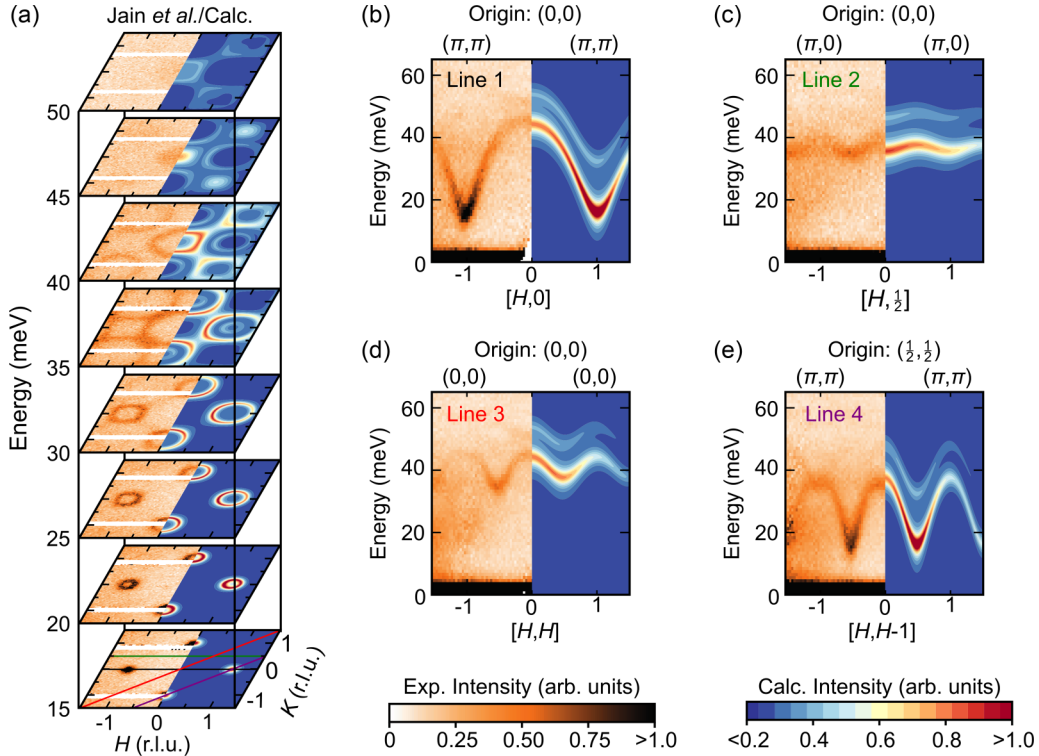 (a)
Jain et al./Calc.
50
45
40
35
30
25
20
15
Energy (meV)
-1
0
1
H (r.l.u.)
1
0
-1
K (r.l.u.)
(b)
Origin: (0,0)
(π,π)
(π,π)
Line 1
60
40
20
0
Energy (meV)
-1
0
1
[H,0]
(c)
Origin: (0,0)
(π,0)
(π,0)
Line 2
60
40
20
0
Energy (meV)
-1
0
1
[H,½]
(d)
Origin: (0,0)
(0,0)
(0,0)
Line 3
60
40
20
0
Energy (meV)
-1
0
1
[H,H]
(e)
Origin: (½,½)
(π,π)
(π,π)
Line 4
60
40
20
0
Energy (meV)
-1
0
1
[H,H-1]
Exp. Intensity (arb. units)
0
0.25
0.50
0.75
>1.0
Calc. Intensity (arb. units)
<0.2
0.4
0.6
0.8
>1.0